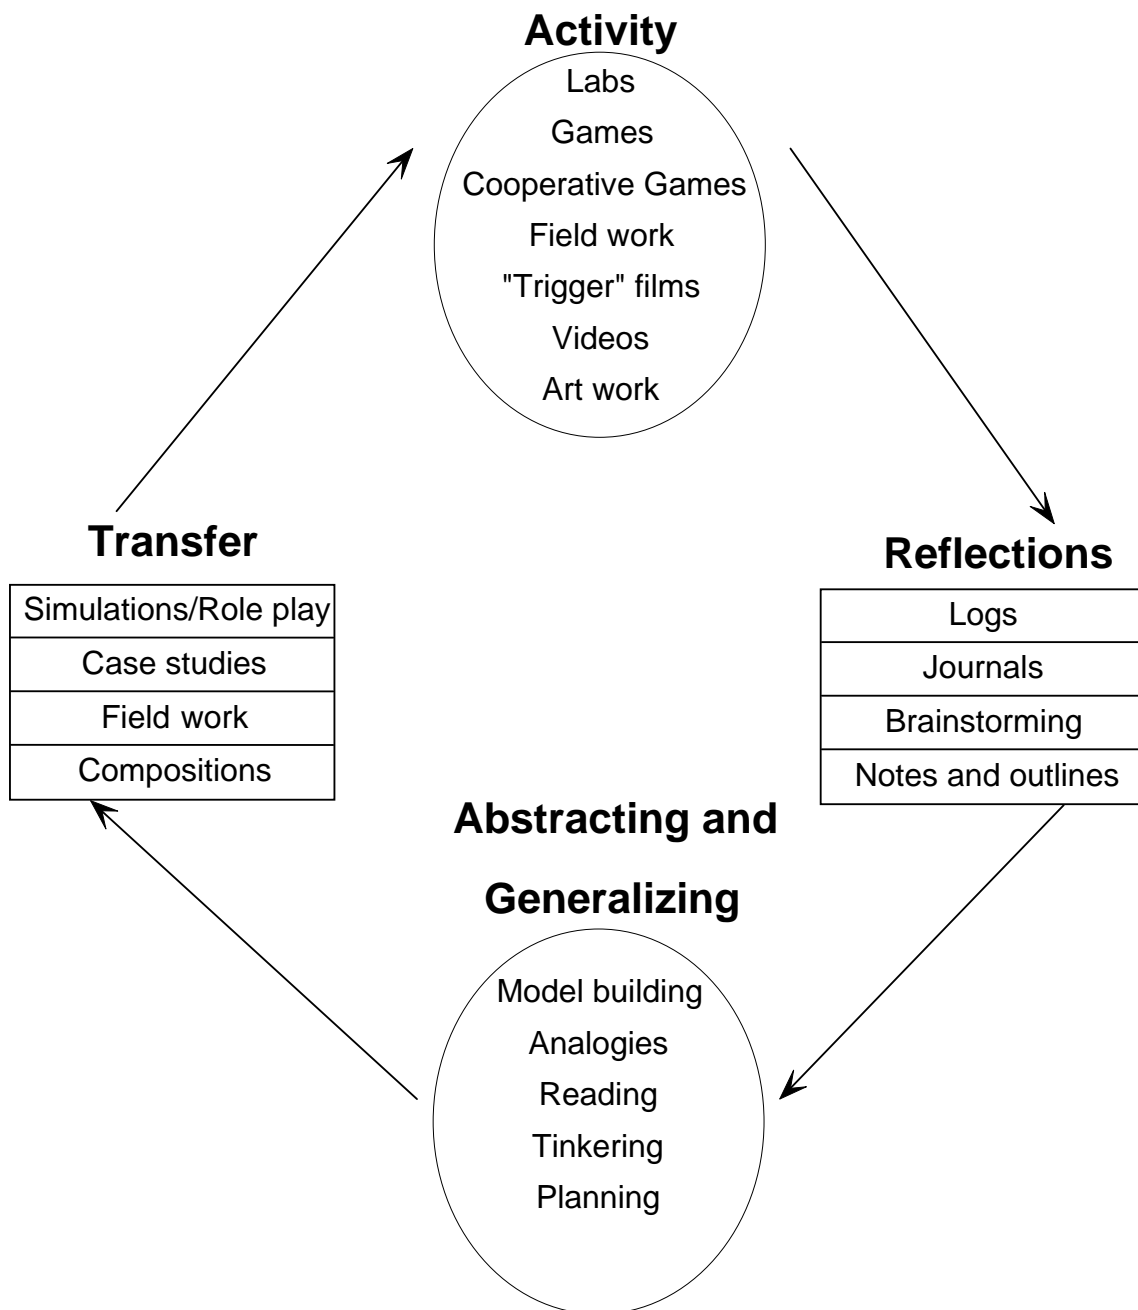 Activity
Labs
Games
Cooperative Games
Field work
"Trigger" films
Videos
Art work
Transfer
Simulations/Role play
Case studies
Field work
Compositions
Reflections
Logs
Journals
Brainstorming
Notes and outlines
Abstracting and
Generalizing
Model building
Analogies
Reading
Tinkering
Planning